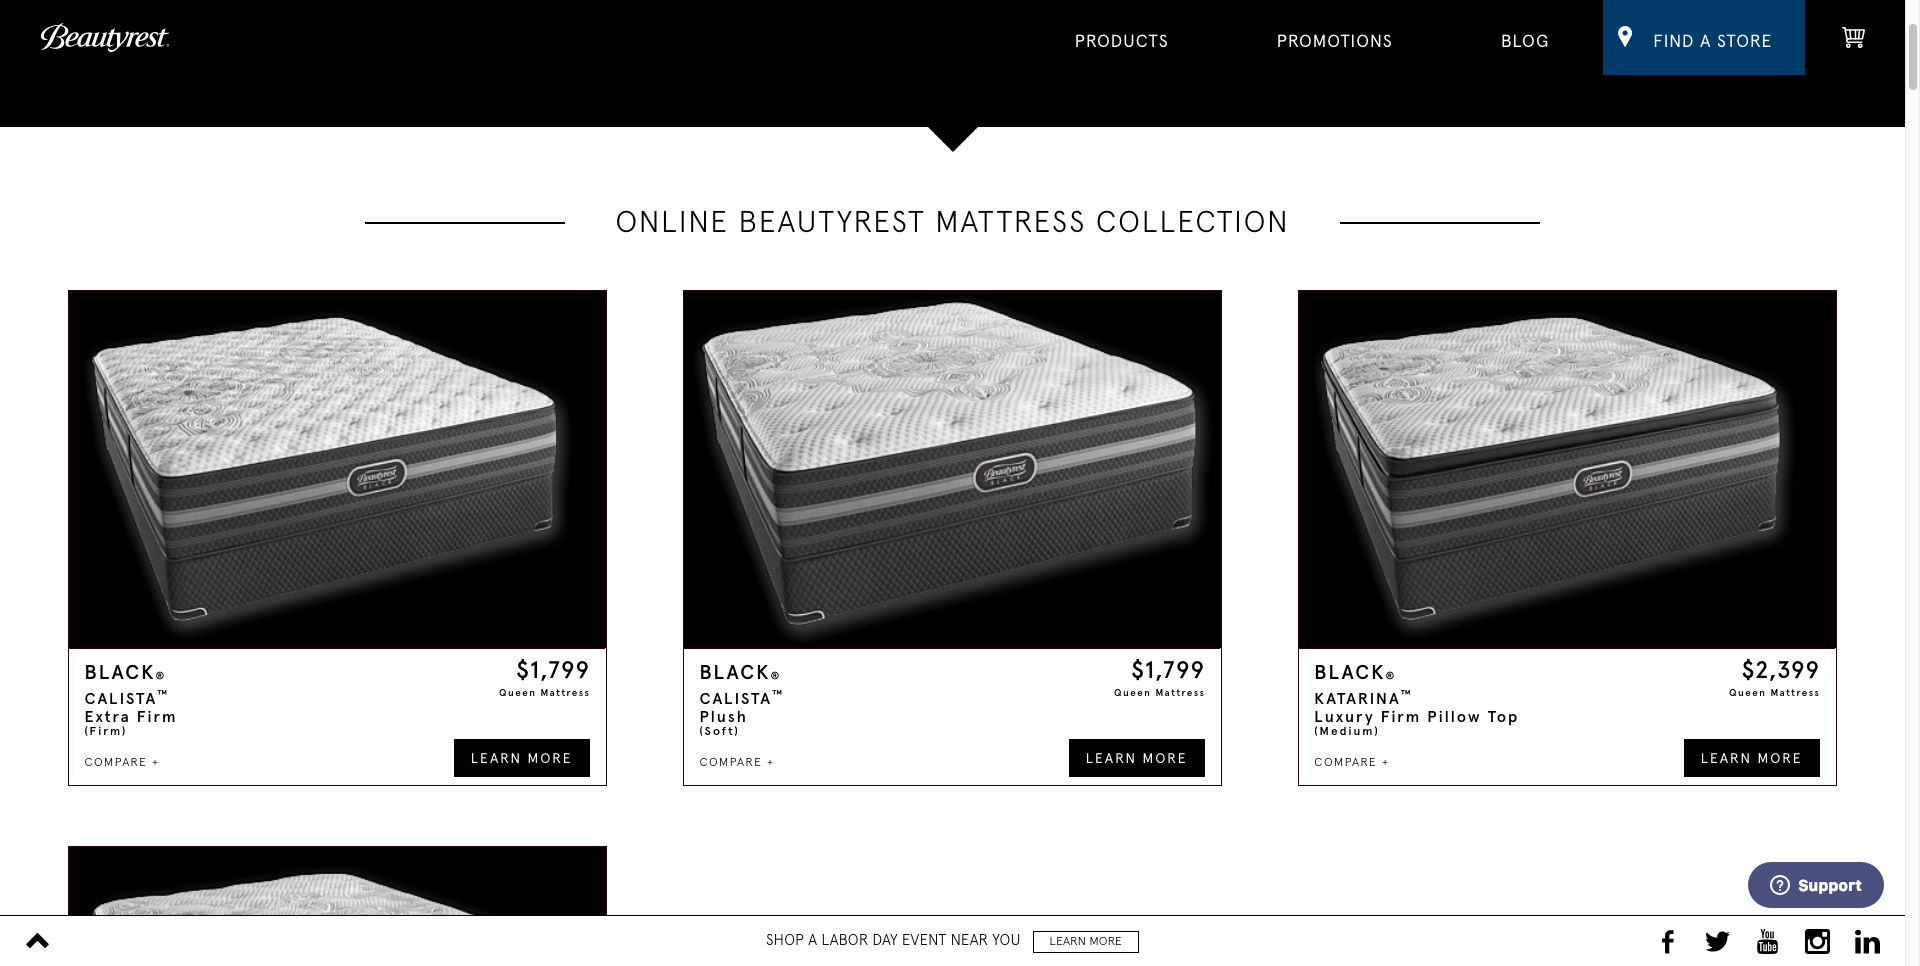 Beautyrest®
PRODUCTS
PROMOTIONS
BLOG
FIND A STORE
ONLINE BEAUTYREST MATTRESS COLLECTION
Beautyrest
BLACK
Beautyrest
BLACK
Beautyrest
BLACK
BLACK®
$1,799
Queen Mattress
CALISTA™
Extra Firm
(Firm)
COMPARE +
LEARN MORE
BLACK®
$1,799
Queen Mattress
CALISTA™
Plush
(Soft)
COMPARE +
LEARN MORE
BLACK®
$2,399
Queen Mattress
KATARINA™
Luxury Firm Pillow Top
(Medium)
COMPARE +
LEARN MORE
? Support
SHOP A LABOR DAY EVENT NEAR YOU
LEARN MORE
You
Tube